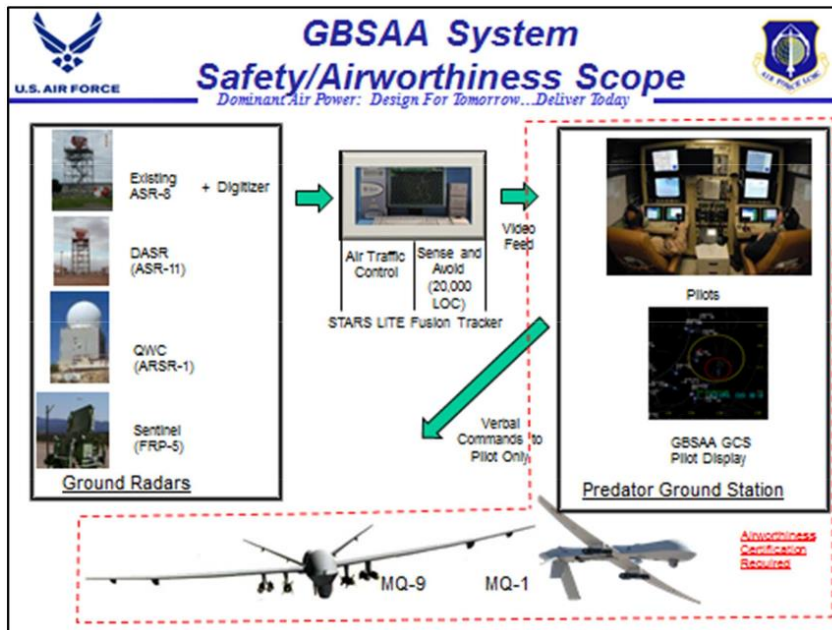 GBSAA System
Safety/Airworthiness Scope
U.S. AIR FORCE
Dominant Air Power: Design For Tomorrow...Deliver Today
AIR FORCE LCMC
Existing
ASR-8
+ Digitizer
DASR
(ASR-11)
QWC
(ARSR-1)
Sentinel
(FRP-5)
Ground Radars
Air Traffic
Control
Sense and
Avoid
(20,000
LOC)
STARS LITE Fusion Tracker
Video
Feed
Verbal
Commands to
Pilot Only
Pilots
GBSAA GCS
Pilot Display
Predator Ground Station
MQ-9
MQ-1
Airworthiness
Certification
Required